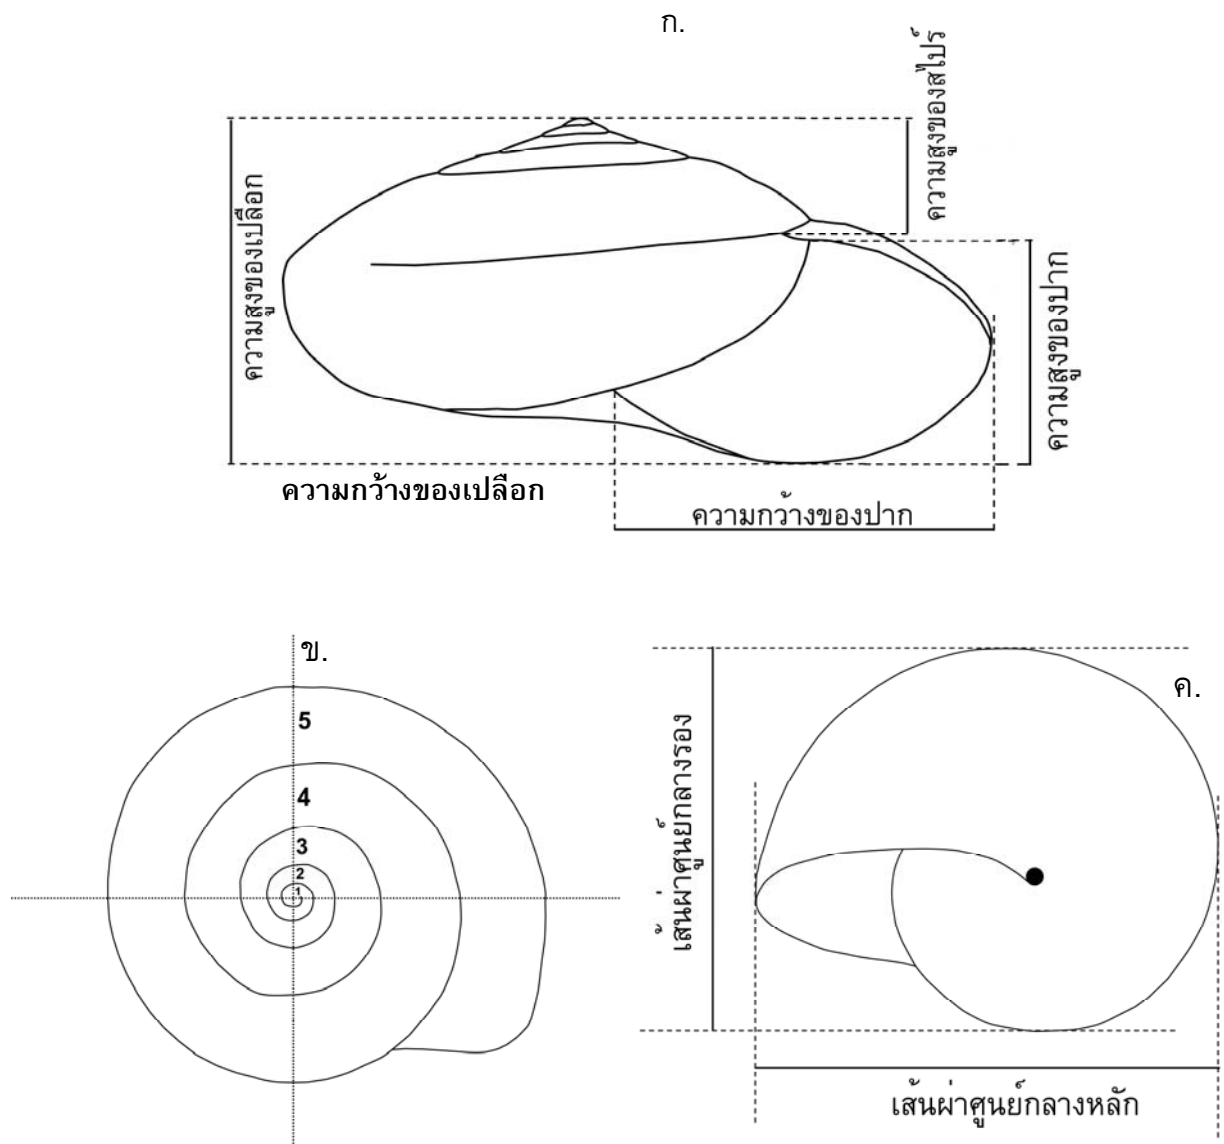 ก.
ความสูงของสไปร์
ความสูงของเปลือก
ความสูงของปาก
ความกว้างของเปลือก
ความกว้างของปาก
ข.
5
4
3
2
1
ค.
เส้นผ่าศูนย์กลางรอง
เส้นผ่าศูนย์กลางหลัก